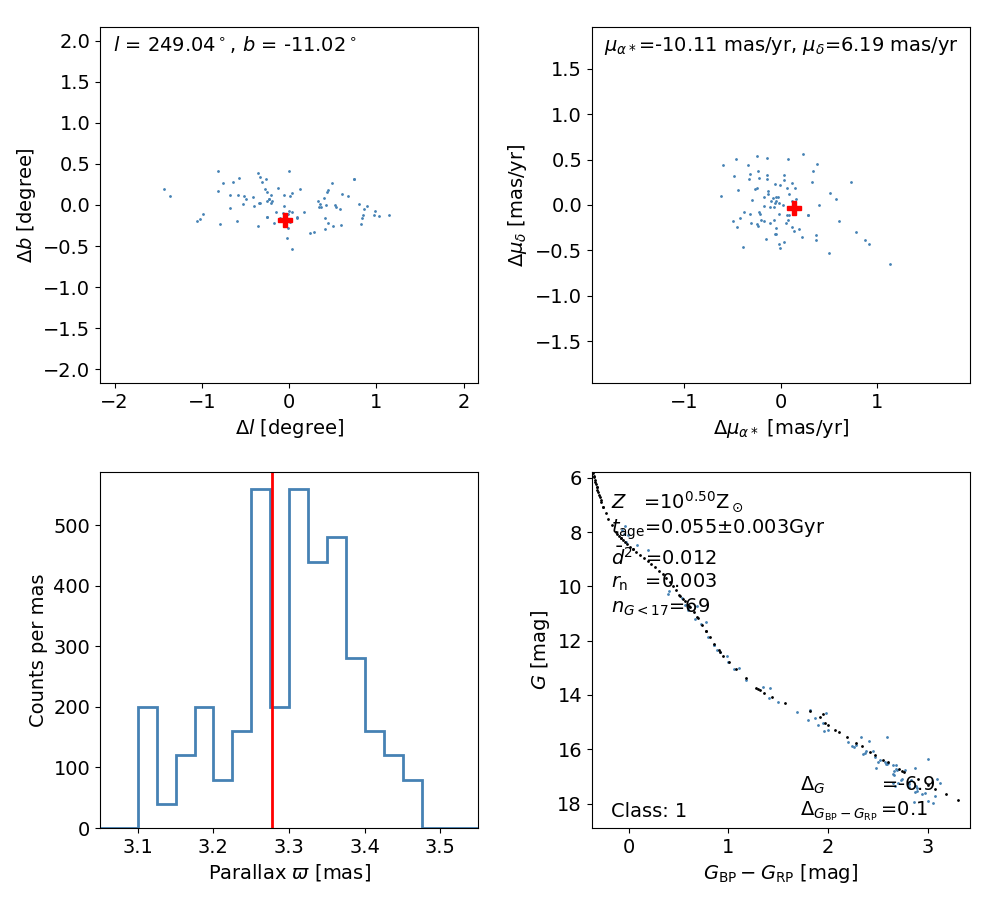 l = 249.04°, b = -11.02°
2.0
1.5
1.0
0.5
0.0
−0.5
−1.0
−1.5
−2.0
Δb [degree]
−2 −1 0 1 2
Δl [degree]
μα*=-10.11 mas/yr, μδ=6.19 mas/yr
1.5
1.0
0.5
0.0
−0.5
−1.0
−1.5
Δμδ [mas/yr]
−1 0 1
Δμα* [mas/yr]
500
400
300
200
100
0
Counts per mas
3.1 3.2 3.3 3.4 3.5
Parallax ϖ [mas]
6
8
10
12
14
16
18
G [mag]
Z =10^0.50 Z⊙
tage=0.055±0.003Gyr
d̄² =0.012
rn =0.003
nG<17=69
ΔG =-6.9
ΔGBP−GRP =0.1
Class: 1
0 1 2 3
GBP − GRP [mag]